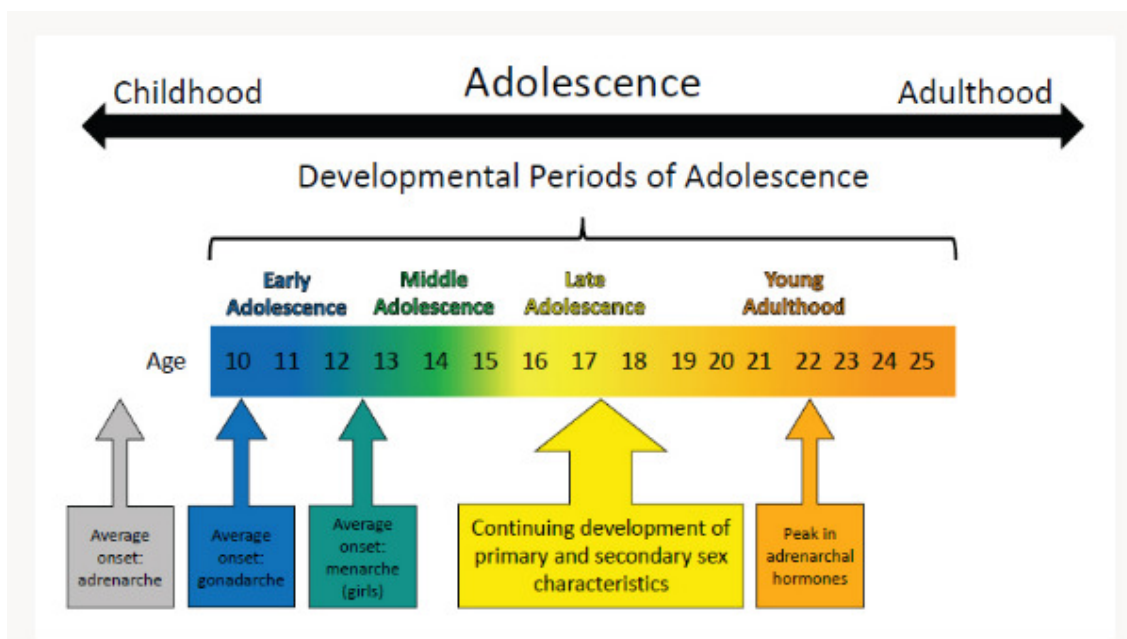 Childhood Adolescence Adulthood
Developmental Periods of Adolescence
Early Adolescence
Middle Adolescence
Late Adolescance
Young Adulthood
Age 10 11 12 13 14 15 16 17 18 19 20 21 22 23 24 25
Average
onset:
adrenarche
Average
onset:
gonadarche
Average
onset:
menarche
(girls)
Continuing development of
primary and secondary sex
characteristics
Peak in
adrenarchal
hormones